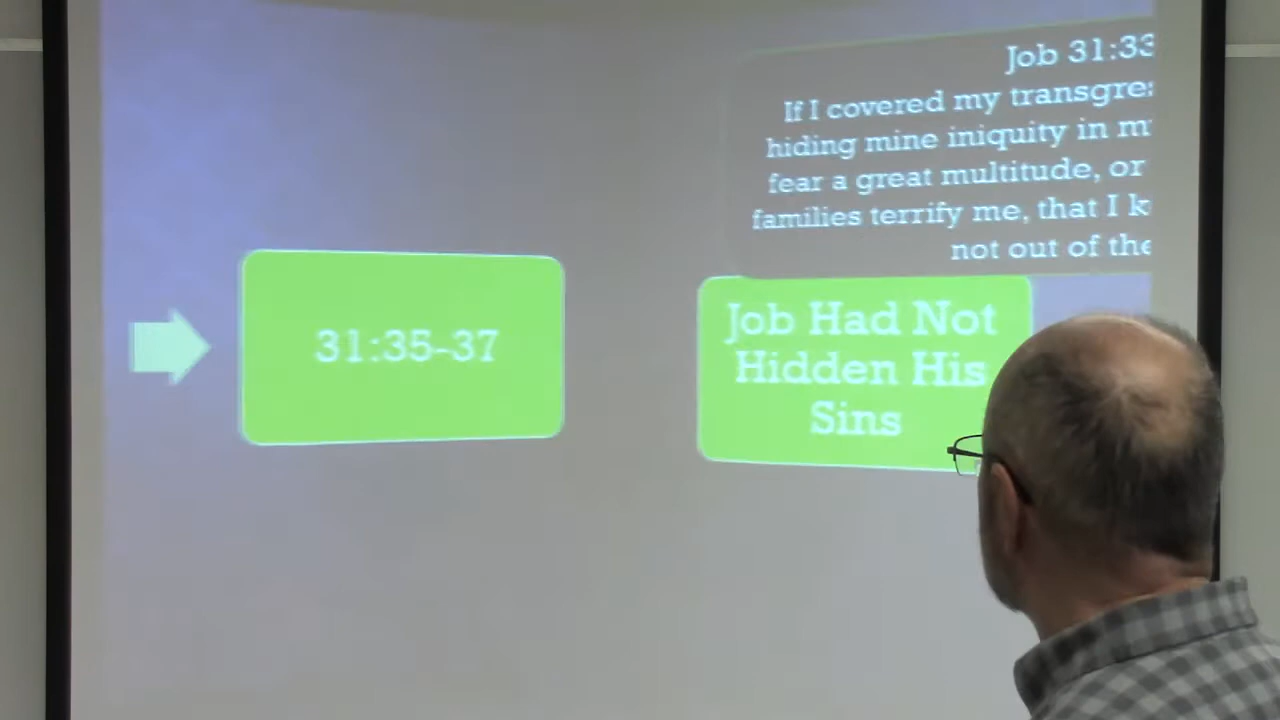 Job 31:33
If I covered my
hiding mine iniquity in
fear a great multitude, or
families terrify me, that I
not out of the
31:35-37
Job Had Not
Hidden His
Sins